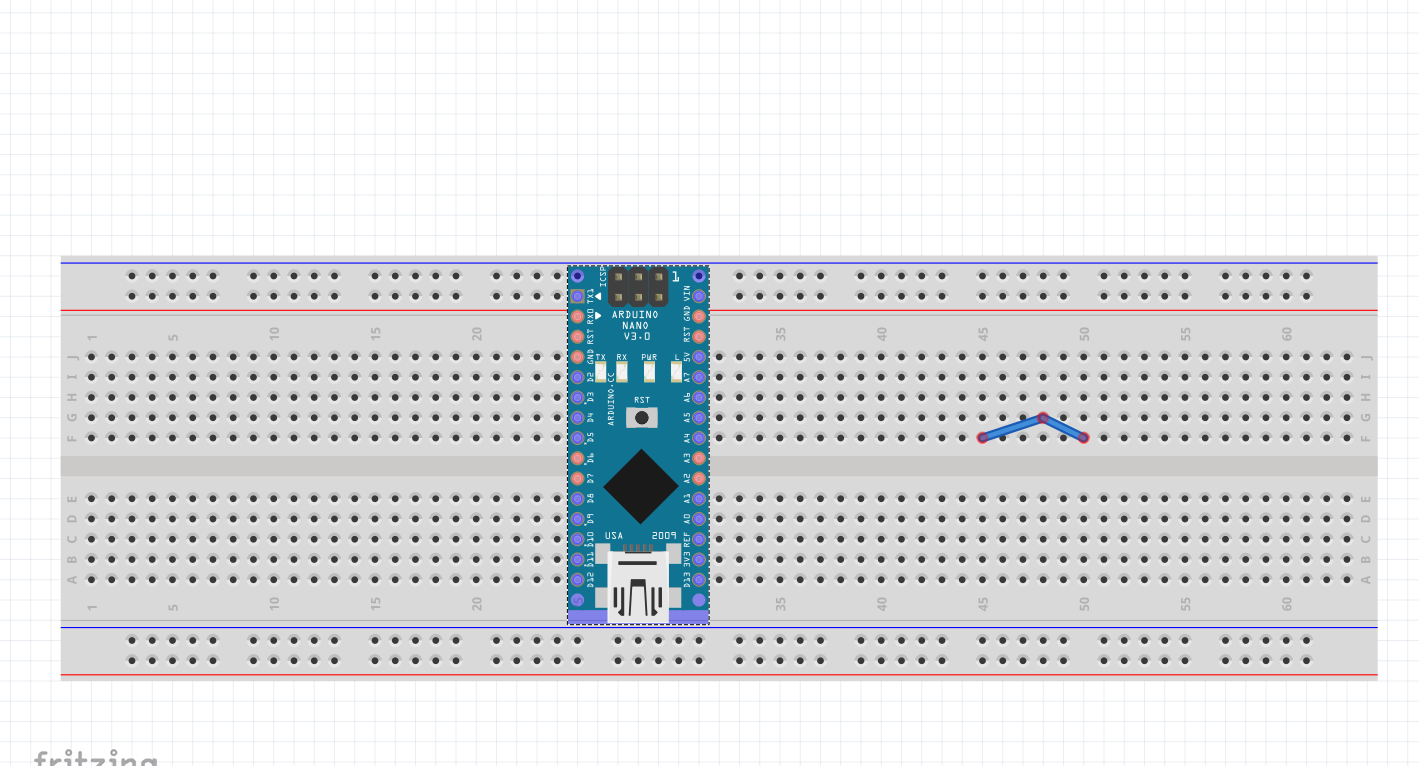 ICSP
1
TX1
RX0
RST
GND
D2
D3
D4
D5
D6
D7
D8
D9
D10
D11
D12
VIN
GND
RST
5V
A7
A6
A5
A4
A3
A2
A1
A0
REF
3V3
D13
ARDUINO
NANO
V3.0
TX RX PWR L
ARDUINO.CC
RST
USA 2009
1 5 10 15 20 35 40 45 50 55 60
J J
I I
H H
G G
F F
E E
D D
C C
B B
A A
1 5 10 15 20 35 40 45 50 55 60
fritzing